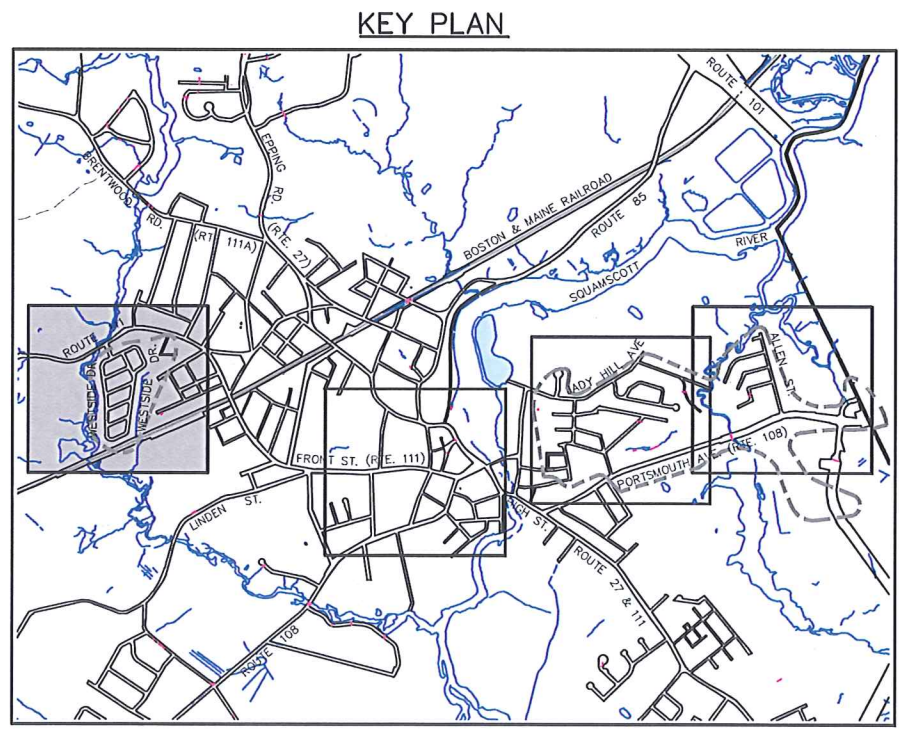 KEY PLAN
ROUTE 101
BRENTWOOD RD.
EPPING RD.
(RTE. 27)
(RT 111A)
BOSTON & MAINE RAILROAD
ROUTE 85
SQUAMSCOTT RIVER
ROUTE
WESTSIDE DR.
WESTSIDE DR.
ADY HILL AVE
ALLEN ST.
FRONT ST. (RTE. 111)
PORTSMOUTH AVE. (RTE. 108)
LINDEN ST.
IGH ST.
ROUTE 27 & 111
ROUTE 108